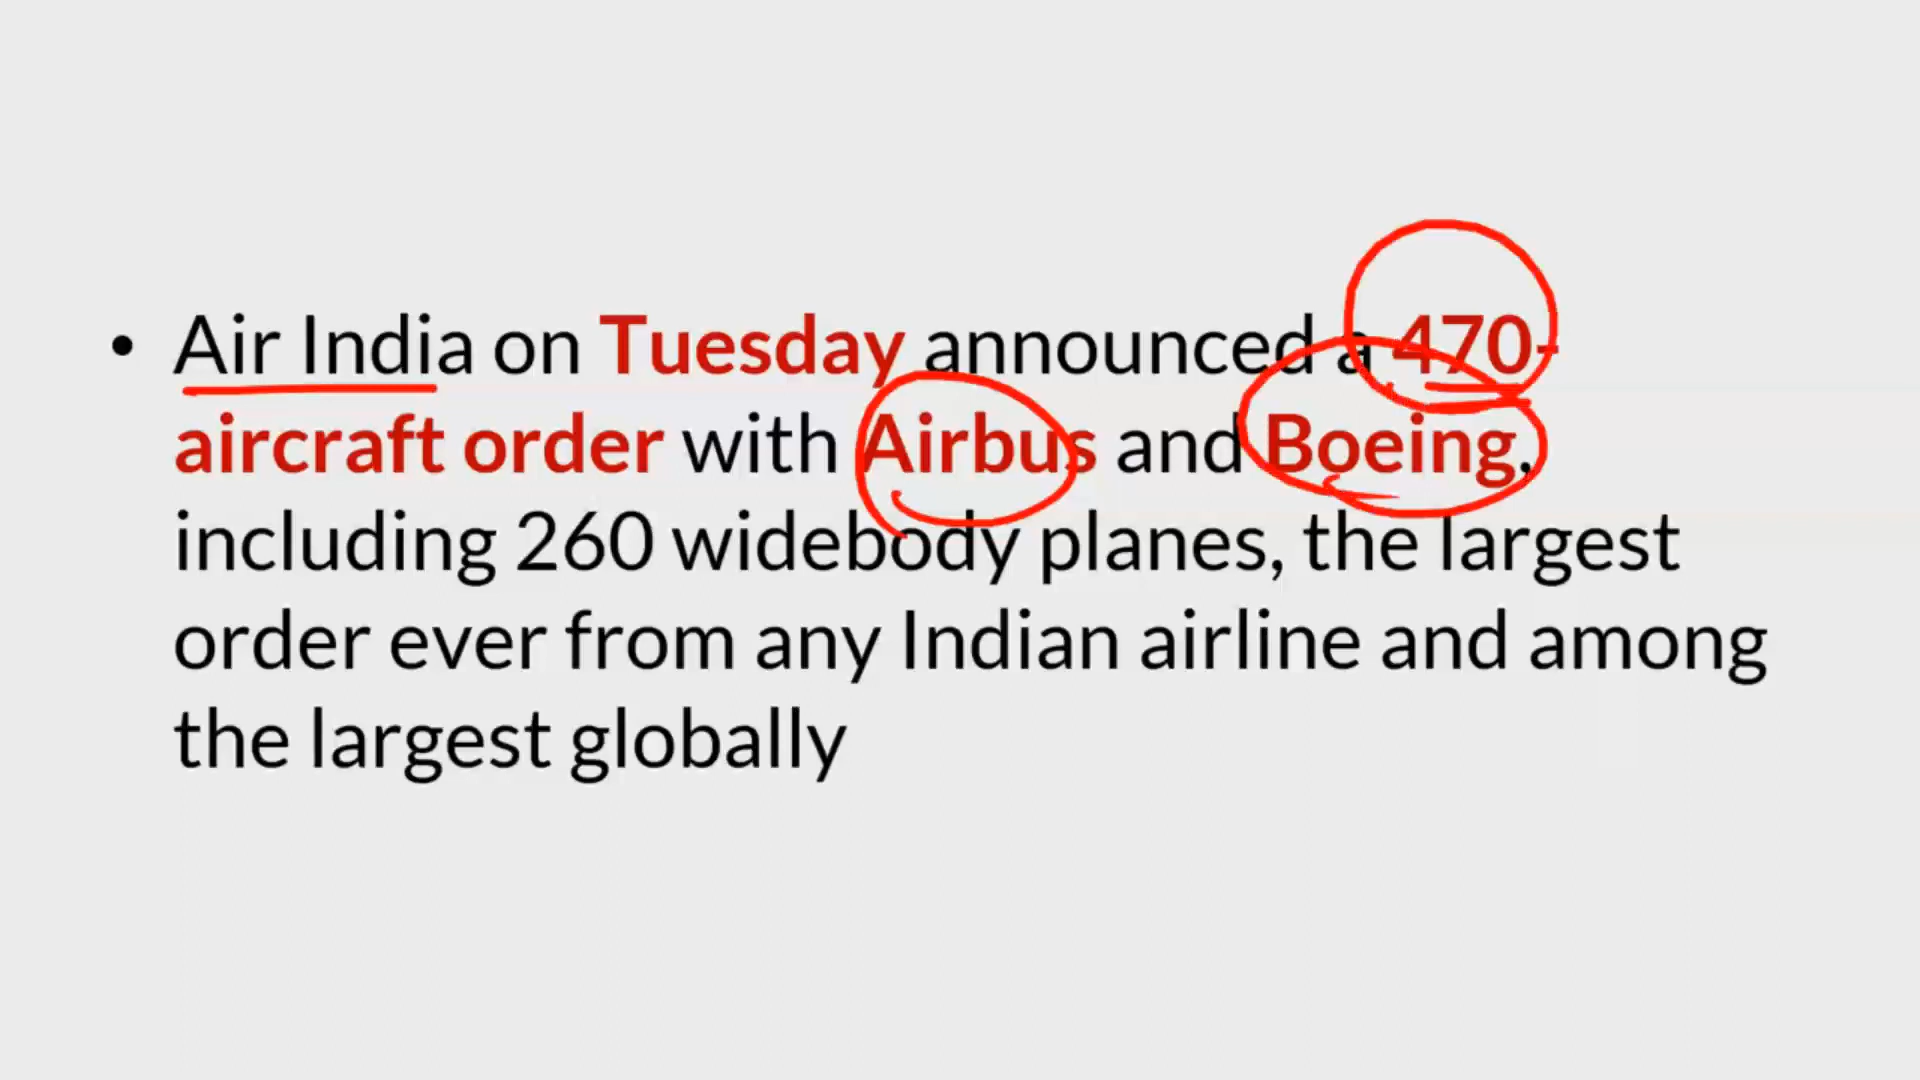 • Air India on Tuesday announced a 470-
aircraft order with Airbus and Boeing,
including 260 widebody planes, the largest
order ever from any Indian airline and among
the largest globally